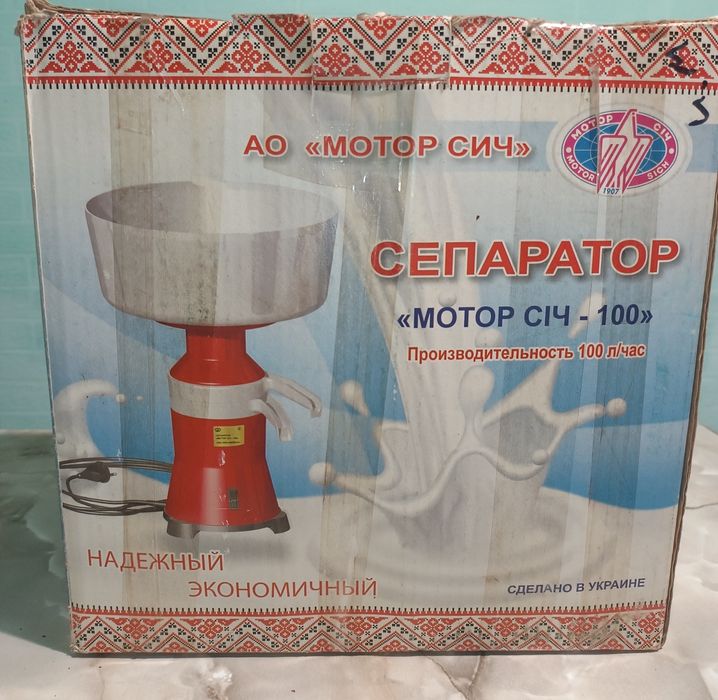 АО «МОТОР СИЧ»
МОТОР СІЧ
MOTOR SICH
1907
СЕПАРАТОР
«МОТОР СІЧ - 100»
Производительность 100 л/час
НАДЕЖНЫЙ
ЭКОНОМИЧНЫЙ
СДЕЛАНО В УКРАИНЕ